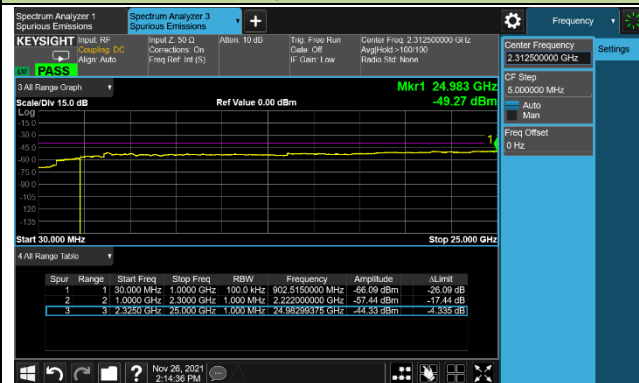 Spectrum Analyzer 1
Spurious Emissions
Spectrum Analyzer 3
Spurious Emissions
Frequency
KEYSIGHT
Input: RF
Coupling: DC
Align: Auto
Input Z: 50 Ω
Corrections: On
Freq Ref: Int (S)
Atten: 10 dB
Trig: Free Run
Gate: Off
IF Gain: Low
Center Freq: 2.312500000 GHz
Avg|Hold:>100/100
Radio Std: None
PASS
Center Frequency
2.312500000 GHz
Settings
CF Step
5.000000 MHz
Auto
Man
Freq Offset
0 Hz
3 All Range Graph
Mkr1 24.983 GHz
Scale/Div 15.0 dB
Ref Value 0.00 dBm
-49.27 dBm
Log
-15.0
-30.0
-45.0
-60.0
-75.0
-90.0
-105
-120
-135
1
Start 30.000 MHz
Stop 25.000 GHz
4 All Range Table
Spur Range Start Freq Stop Freq RBW Frequency Amplitude ΔLimit
1 1 30.000 MHz 1.0000 GHz 100.0 kHz 902.5150000 MHz -66.09 dBm -26.09 dB
2 2 1.0000 GHz 2.3000 GHz 1.000 MHz 2.222000000 GHz -57.44 dBm -17.44 dB
3 3 2.3250 GHz 25.000 GHz 1.000 MHz 24.98299375 GHz -44.33 dBm -4.335 dB
Nov 26, 2021
2:14:36 PM